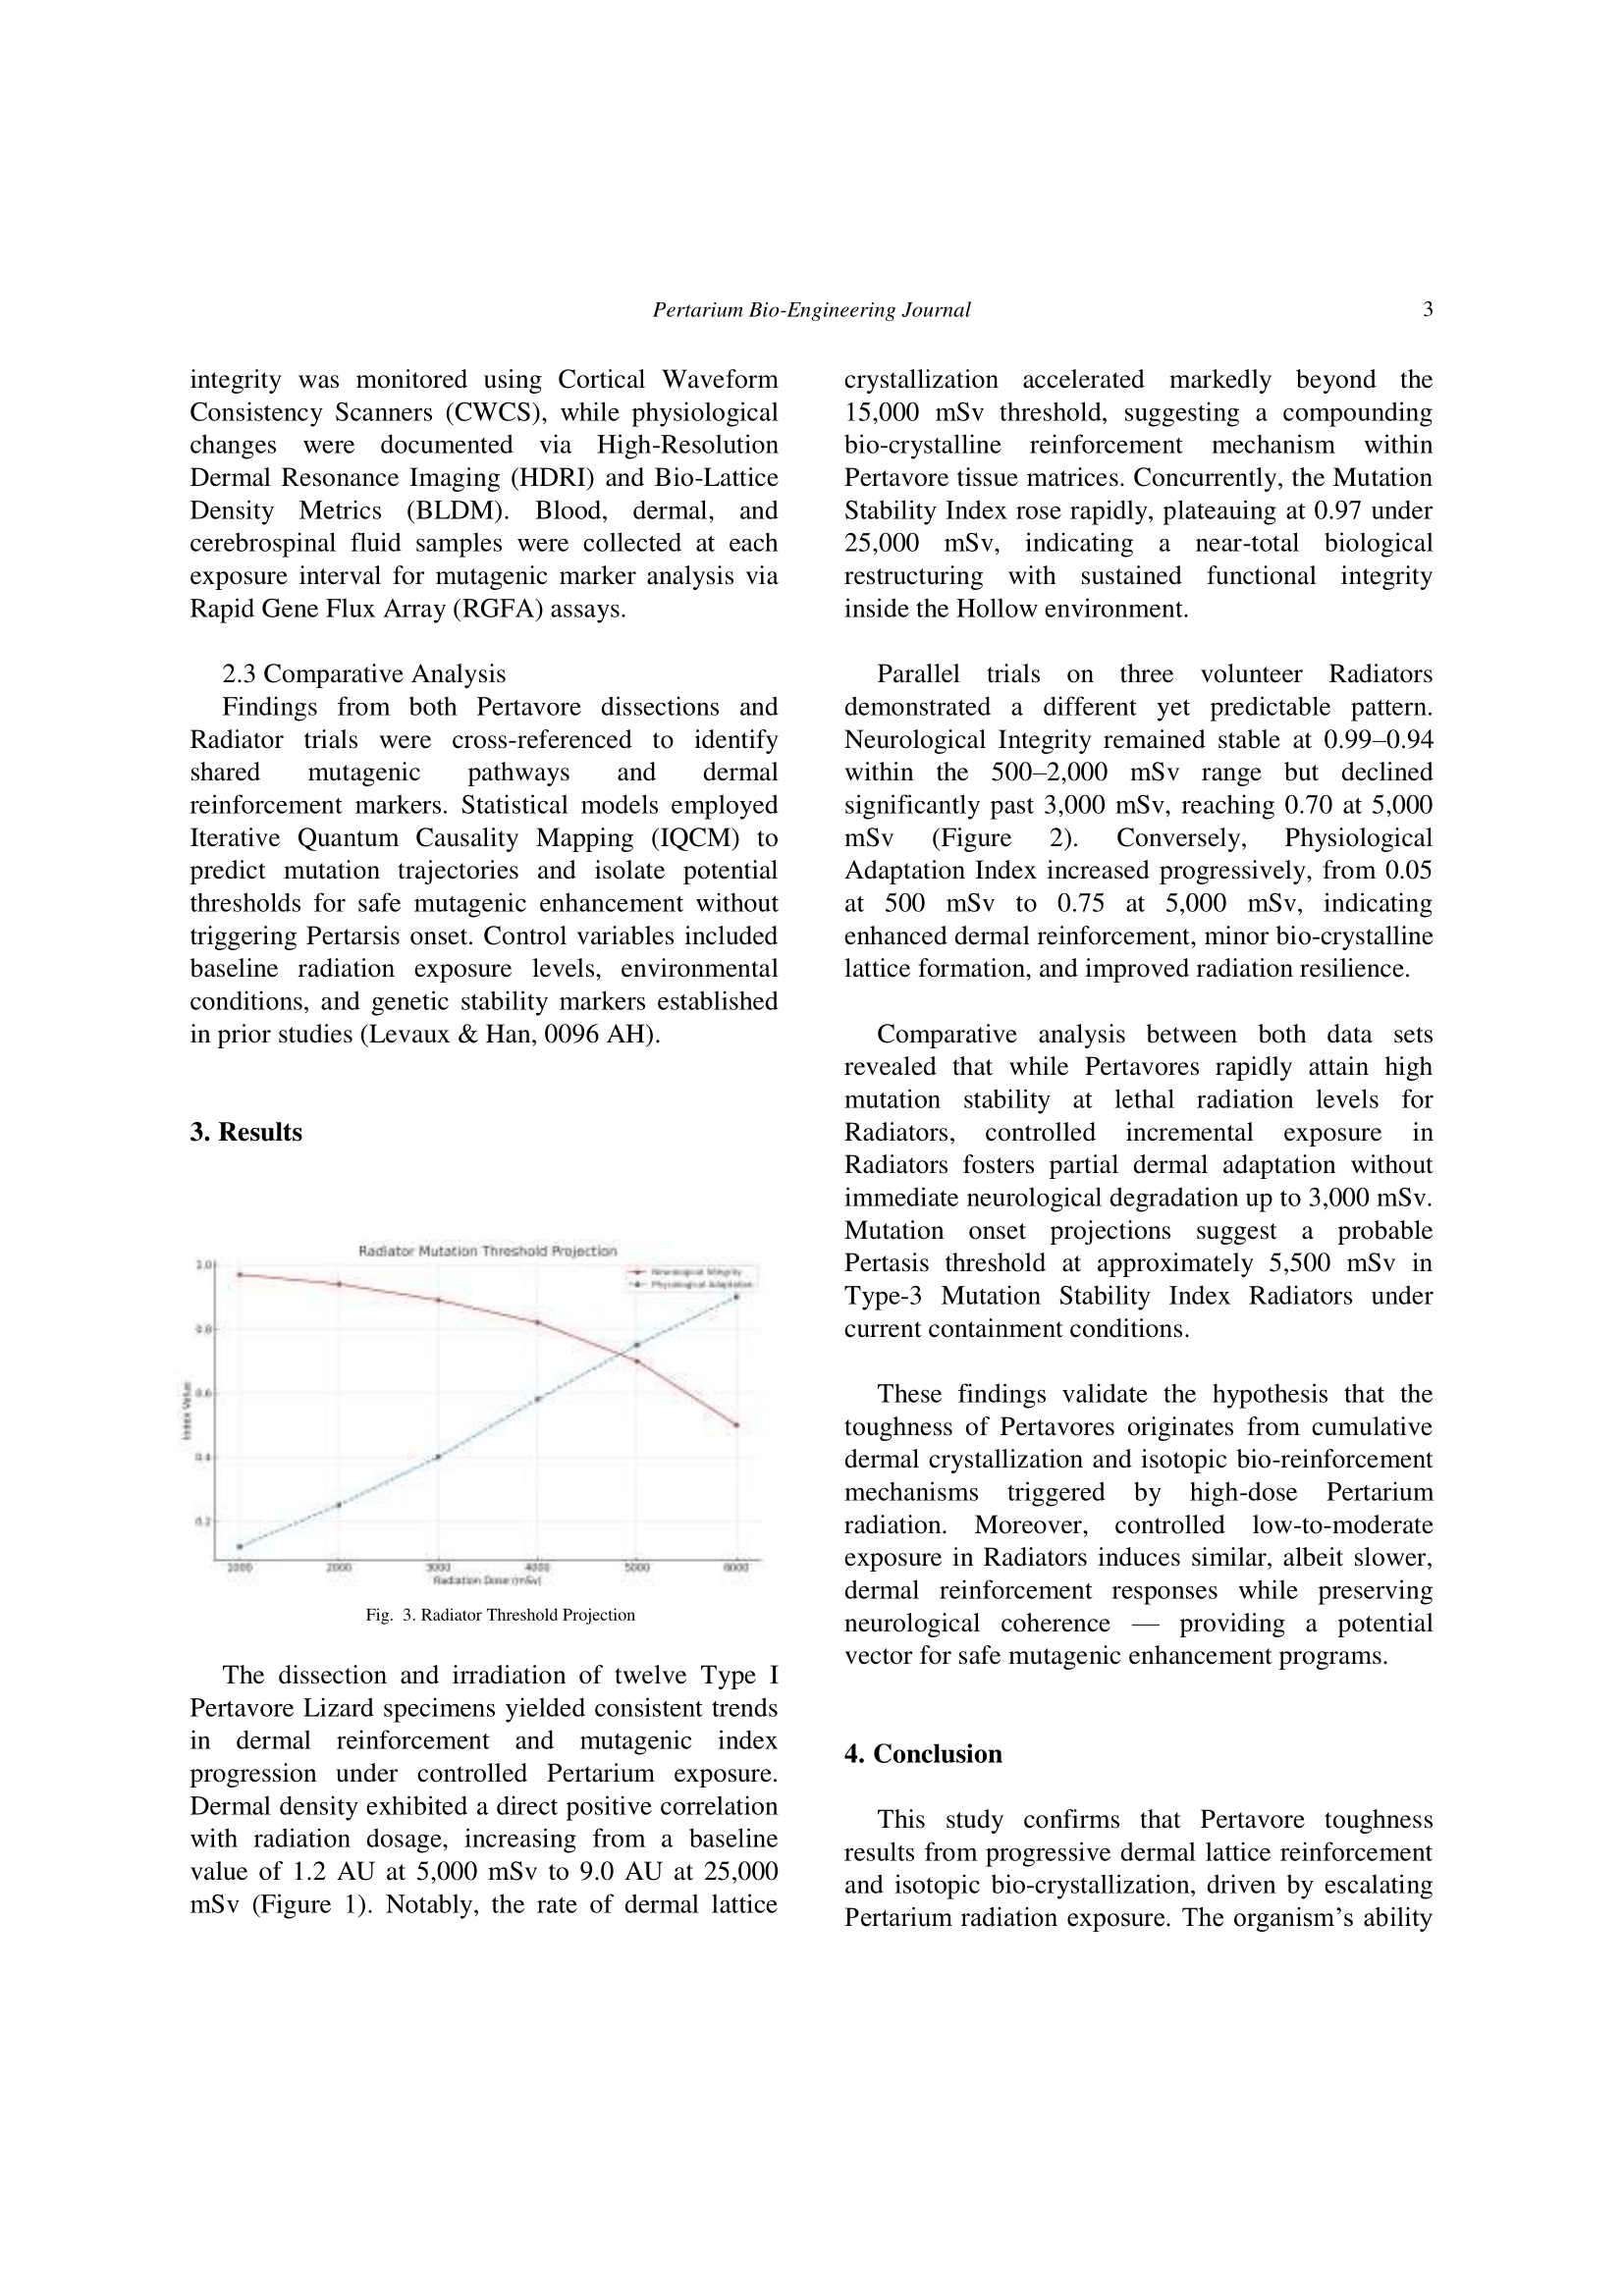 Pertarium Bio-Engineering Journal
3
integrity was monitored using Cortical Waveform
Consistency Scanners (CWCS), while physiological
changes were documented via High-Resolution
Dermal Resonance Imaging (HDRI) and Bio-Lattice
Density Metrics (BLDM). Blood, dermal, and
cerebrospinal fluid samples were collected at each
exposure interval for mutagenic marker analysis via
Rapid Gene Flux Array (RGFA) assays.
2.3 Comparative Analysis
Findings from both Pertavore dissections and
Radiator trials were cross-referenced to identify
shared mutagenic pathways and dermal
reinforcement markers. Statistical models employed
Iterative Quantum Causality Mapping (IQCM) to
predict mutation trajectories and isolate potential
thresholds for safe mutagenic enhancement without
triggering Pertarsis onset. Control variables included
baseline radiation exposure levels, environmental
conditions, and genetic stability markers established
in prior studies (Levaux & Han, 0096 AH).
3. Results
Radiator Mutation Threshold Projection
Neurological Integrity
Physiological Adaptation
1.0
0.8
0.6
0.4
0.2
Index Value
1000
2000
3000
4000
5000
6000
Radiation Dose (mSv)
Fig. 3. Radiator Threshold Projection
The dissection and irradiation of twelve Type I
Pertavore Lizard specimens yielded consistent trends
in dermal reinforcement and mutagenic index
progression under controlled Pertarium exposure.
Dermal density exhibited a direct positive correlation
with radiation dosage, increasing from a baseline
value of 1.2 AU at 5,000 mSv to 9.0 AU at 25,000
mSv (Figure 1). Notably, the rate of dermal lattice
crystallization accelerated markedly beyond the
15,000 mSv threshold, suggesting a compounding
bio-crystalline reinforcement mechanism within
Pertavore tissue matrices. Concurrently, the Mutation
Stability Index rose rapidly, plateauing at 0.97 under
25,000 mSv, indicating a near-total biological
restructuring with sustained functional integrity
inside the Hollow environment.
Parallel trials on three volunteer Radiators
demonstrated a different yet predictable pattern.
Neurological Integrity remained stable at 0.99–0.94
within the 500–2,000 mSv range but declined
significantly past 3,000 mSv, reaching 0.70 at 5,000
mSv (Figure 2). Conversely, Physiological
Adaptation Index increased progressively, from 0.05
at 500 mSv to 0.75 at 5,000 mSv, indicating
enhanced dermal reinforcement, minor bio-crystalline
lattice formation, and improved radiation resilience.
Comparative analysis between both data sets
revealed that while Pertavores rapidly attain high
mutation stability at lethal radiation levels for
Radiators, controlled incremental exposure in
Radiators fosters partial dermal adaptation without
immediate neurological degradation up to 3,000 mSv.
Mutation onset projections suggest a probable
Pertasis threshold at approximately 5,500 mSv in
Type-3 Mutation Stability Index Radiators under
current containment conditions.
These findings validate the hypothesis that the
toughness of Pertavores originates from cumulative
dermal crystallization and isotopic bio-reinforcement
mechanisms triggered by high-dose Pertarium
radiation. Moreover, controlled low-to-moderate
exposure in Radiators induces similar, albeit slower,
dermal reinforcement responses while preserving
neurological coherence — providing a potential
vector for safe mutagenic enhancement programs.
4. Conclusion
This study confirms that Pertavore toughness
results from progressive dermal lattice reinforcement
and isotopic bio-crystallization, driven by escalating
Pertarium radiation exposure. The organism’s ability